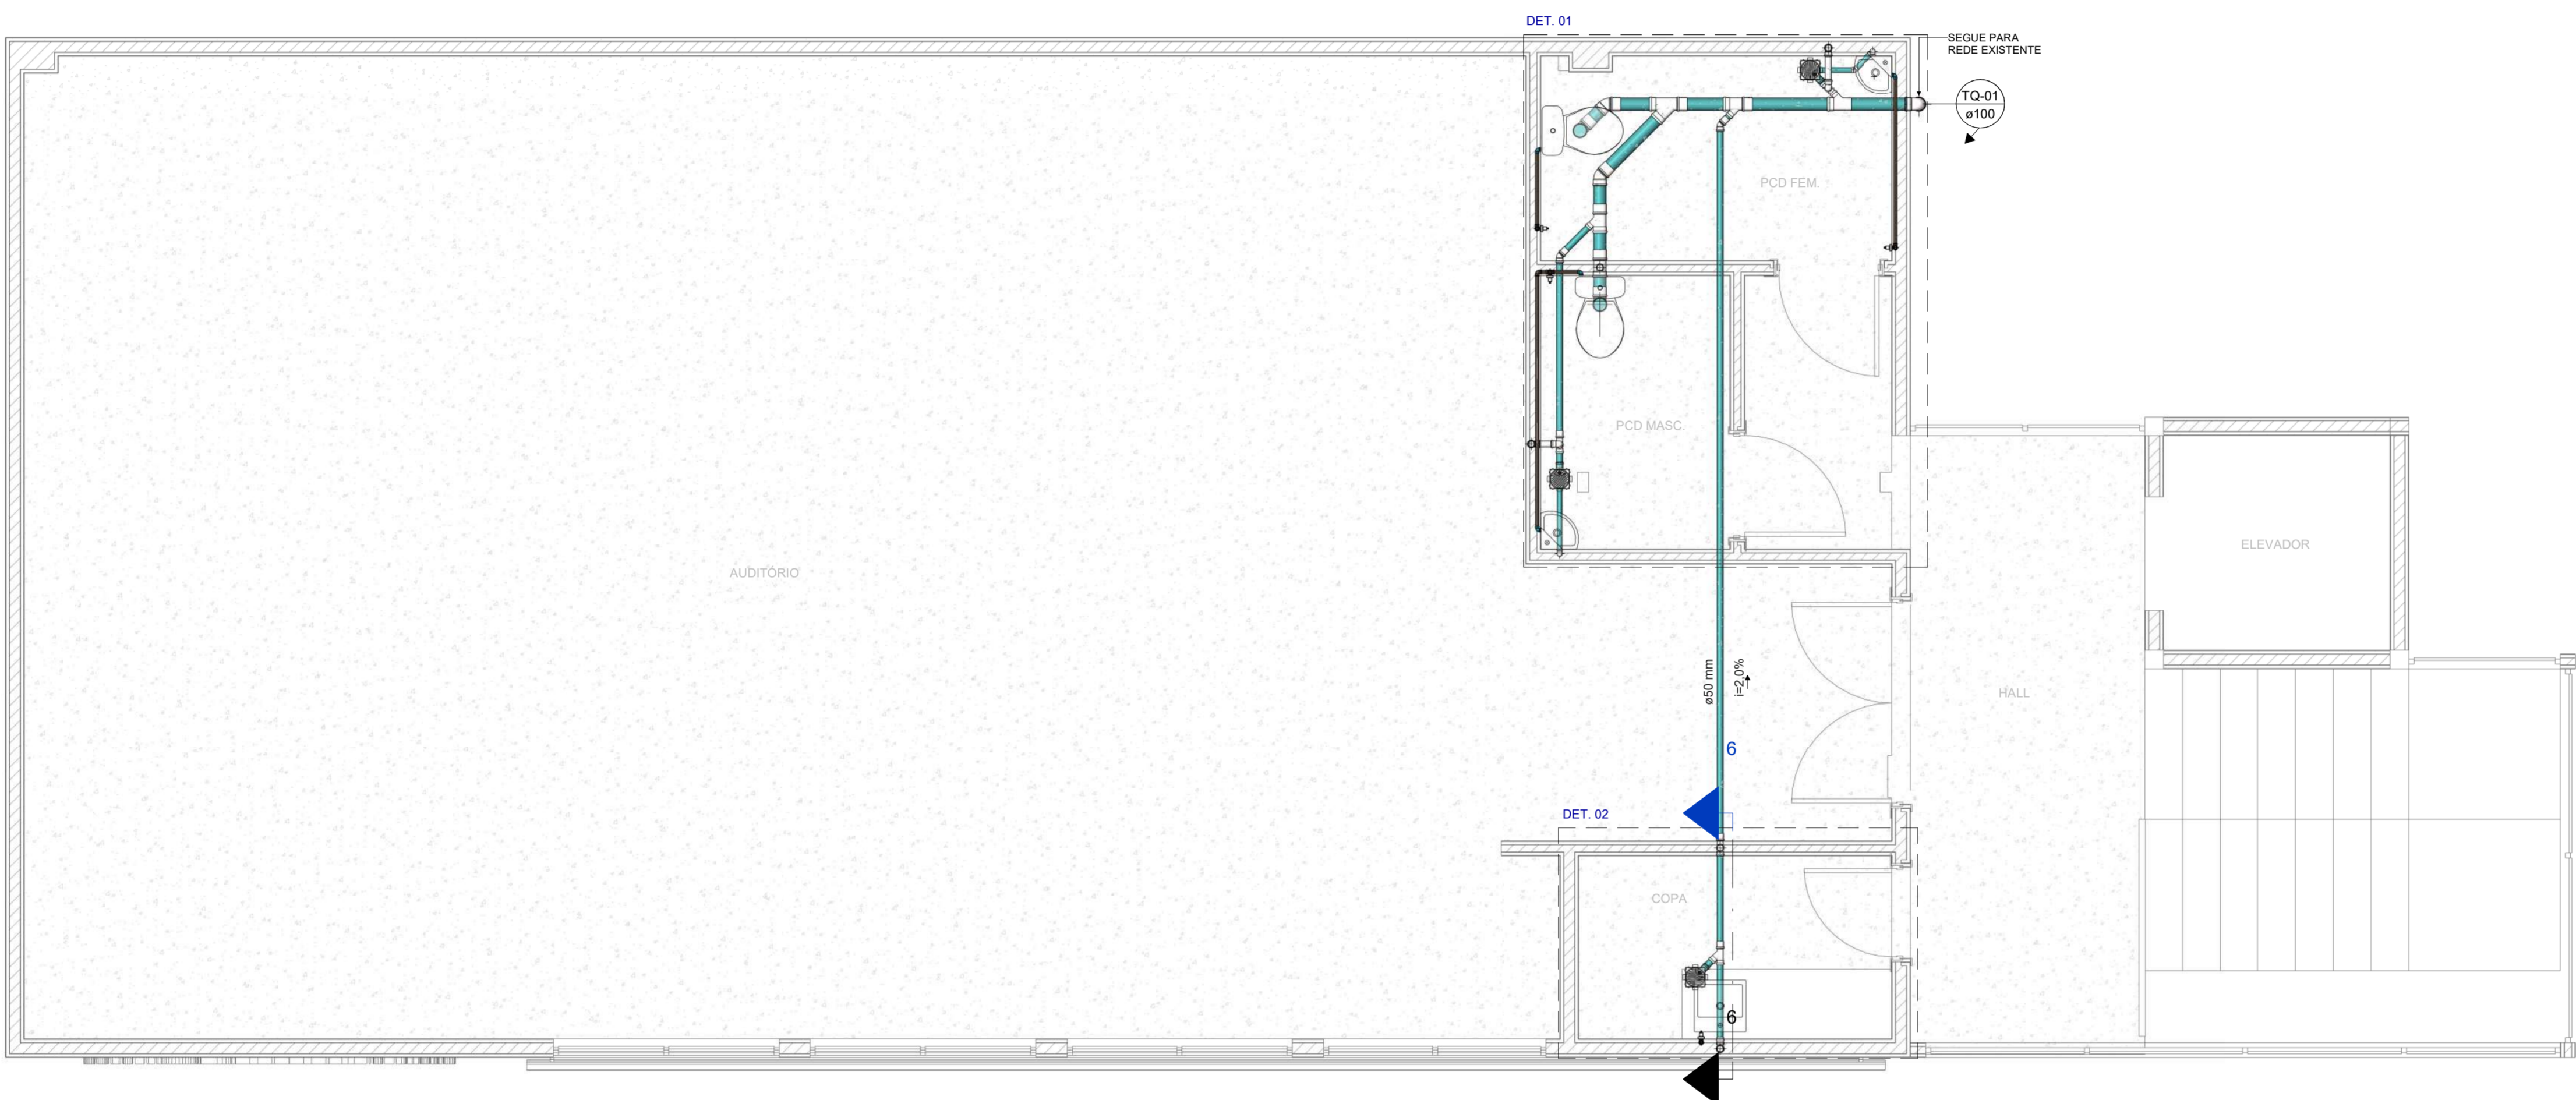 DET. 01
SEGUE PARA
REDE EXISTENTE
TQ-01
ø100
PCD FEM.
PCD MASC.
ELEVADOR
AUDITÓRIO
ø50 mm
i=2,0%
HALL
6
DET. 02
COPA
6